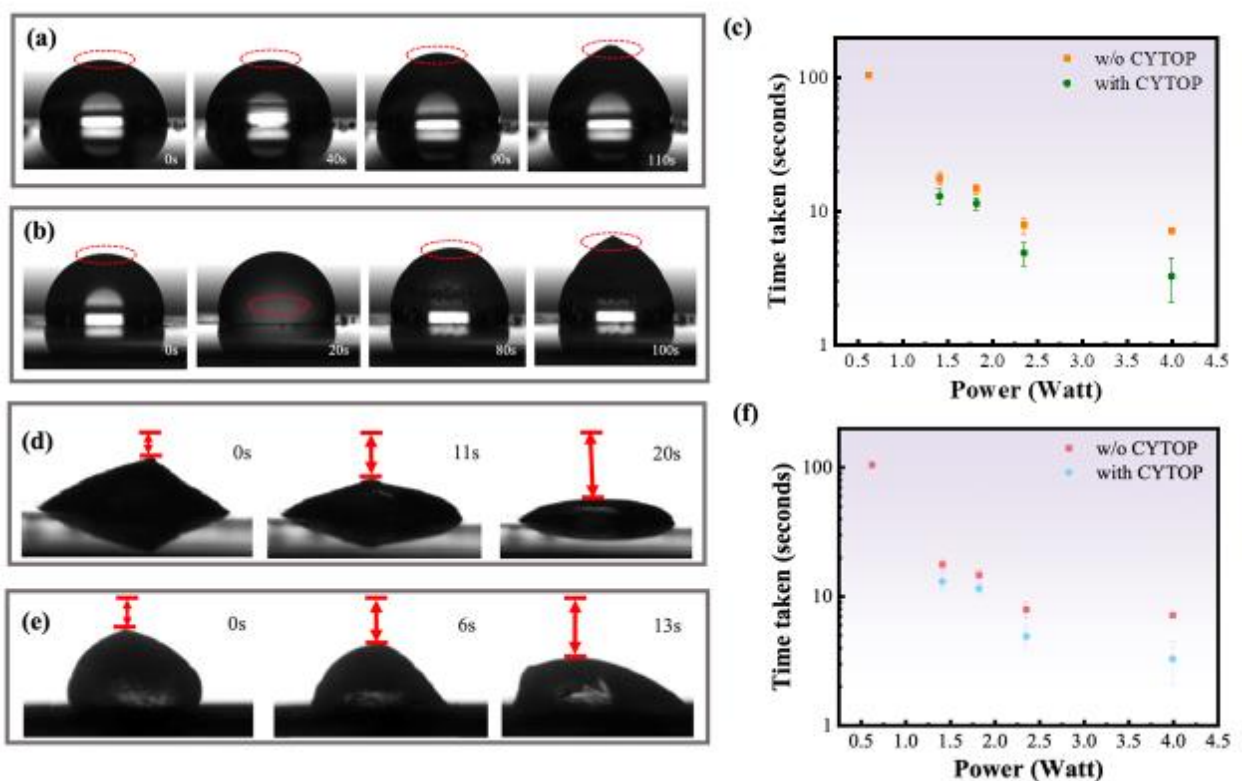 (a)
0s
40s
90s
110s
(b)
0s
20s
80s
100s
(c)
w/o CYTOP
with CYTOP
100
10
1
Time taken (seconds)
0.5 1.0 1.5 2.0 2.5 3.0 3.5 4.0 4.5
Power (Watt)
(d)
0s
11s
20s
(e)
0s
6s
13s
(f)
w/o CYTOP
with CYTOP
100
10
1
Time taken (seconds)
0.5 1.0 1.5 2.0 2.5 3.0 3.5 4.0 4.5
Power (Watt)